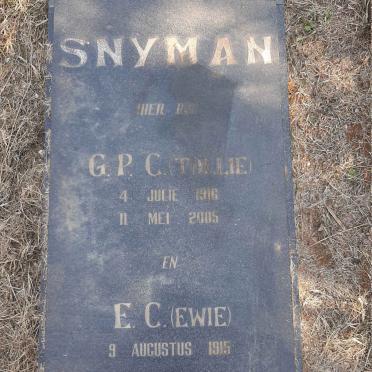 SNYMAN
HIER RUS
G. P. C. (TOLLIE)
4 JULIE 1916
11 MEI 2005
EN
E. C. (EWIE)
9 AUGUSTUS 1915